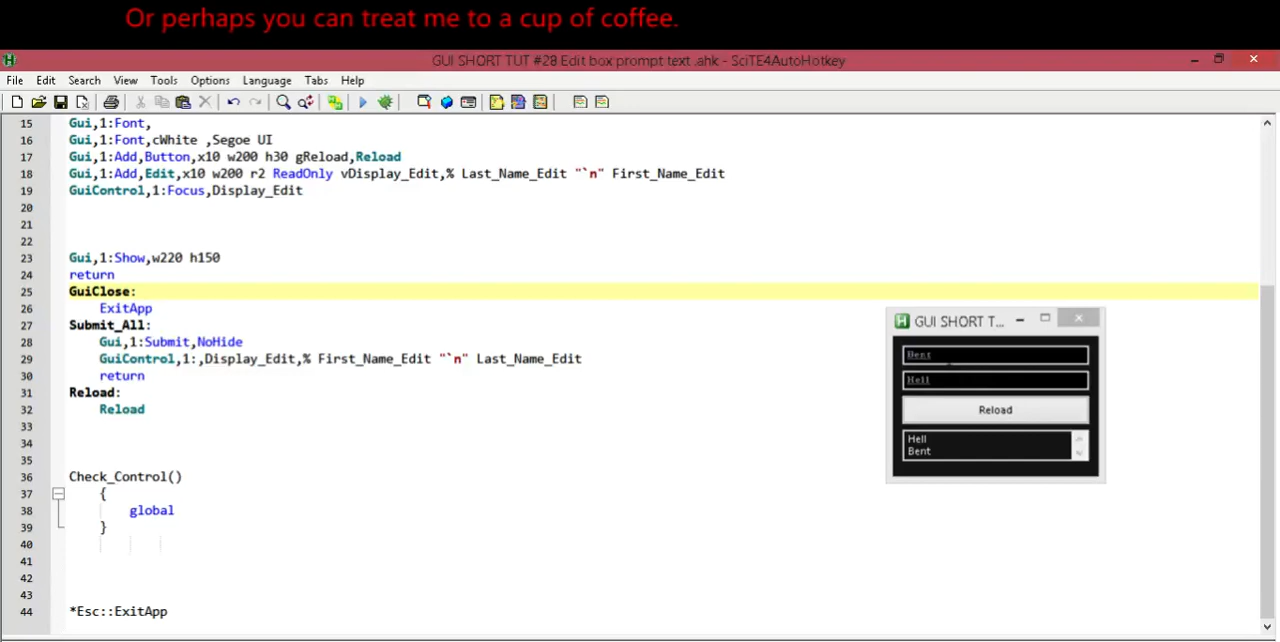 Or perhaps you can treat me to a cup of coffee.
GUI SHORT TUT #28 Edit box prompt text .ahk - SciTE4AutoHotkey
File Edit Search View Tools Options Language Tabs Help
15 Gui,1:Font,
16 Gui,1:Font,cWhite ,Segoe UI
17 Gui,1:Add,Button,x10 w200 h30 gReload,Reload
18 Gui,1:Add,Edit,x10 w200 r2 ReadOnly vDisplay_Edit,% Last_Name_Edit "`n" First_Name_Edit
19 GuiControl,1:Focus,Display_Edit
20
21
22
23 Gui,1:Show,w220 h150
24 return
25 GuiClose:
26 ExitApp
27 Submit_All:
28 Gui,1:Submit,NoHide
29 GuiControl,1:,Display_Edit,% First_Name_Edit "`n" Last_Name_Edit
30 return
31 Reload:
32 Reload
33
34
35
36 Check_Control()
37 {
38 global
39 }
40
41
42
43
44 *Esc::ExitApp
GUI SHORT T...
Bent
Hell
Reload
Hell
Bent